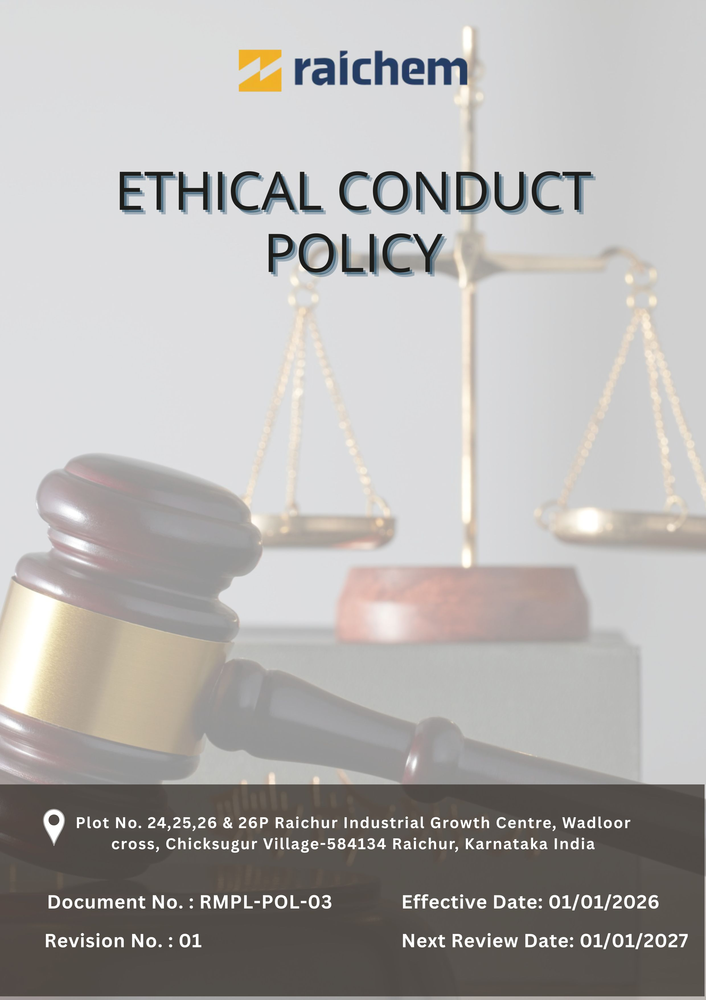 raichem
ETHICAL CONDUCT
POLICY
Plot No. 24,25,26 & 26P Raichur Industrial Growth Centre, Wadloor
cross, Chicksugur Village-584134 Raichur, Karnataka India
Document No. : RMPL-POL-03
Effective Date: 01/01/2026
Revision No. : 01
Next Review Date: 01/01/2027